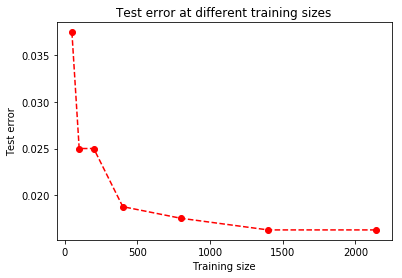 Test error at different training sizes
0.035
0.030
0.025
0.020
Test error
0 500 1000 1500 2000
Training size